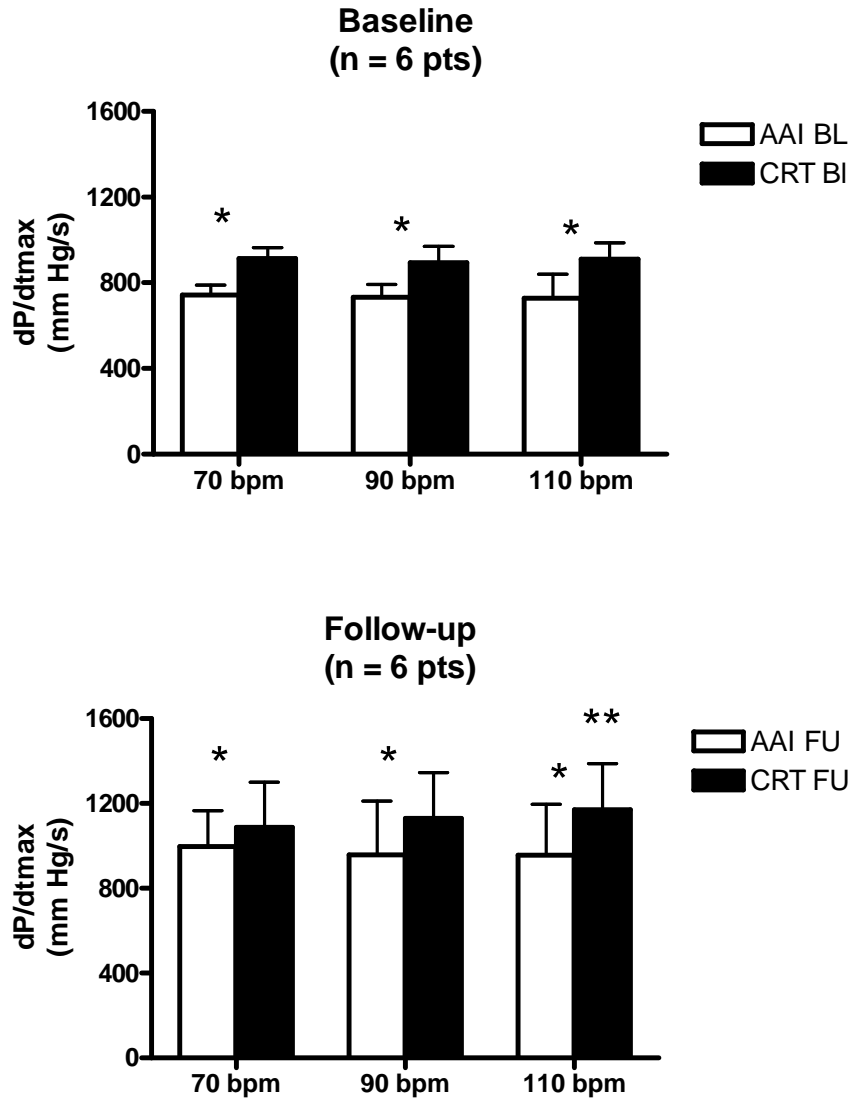 Baseline
(n = 6 pts)
dP/dtmax
(mm Hg/s)
1600
1200
800
400
0
*
*
*
70 bpm
90 bpm
110 bpm
AAI BL
CRT Bl
Follow-up
(n = 6 pts)
dP/dtmax
(mm Hg/s)
1600
1200
800
400
0
*
*
*
**
70 bpm
90 bpm
110 bpm
AAI FU
CRT FU